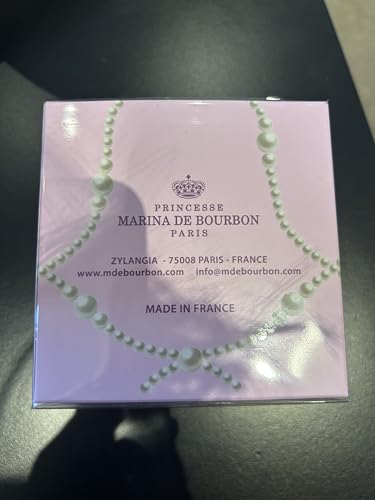 PRINCESSE
MARINA DE BOURBON
PARIS
ZYLANGIA - 75008 PARIS - FRANCE
www.mdebourbon.com info@mdebourbon.com
MADE IN FRANCE